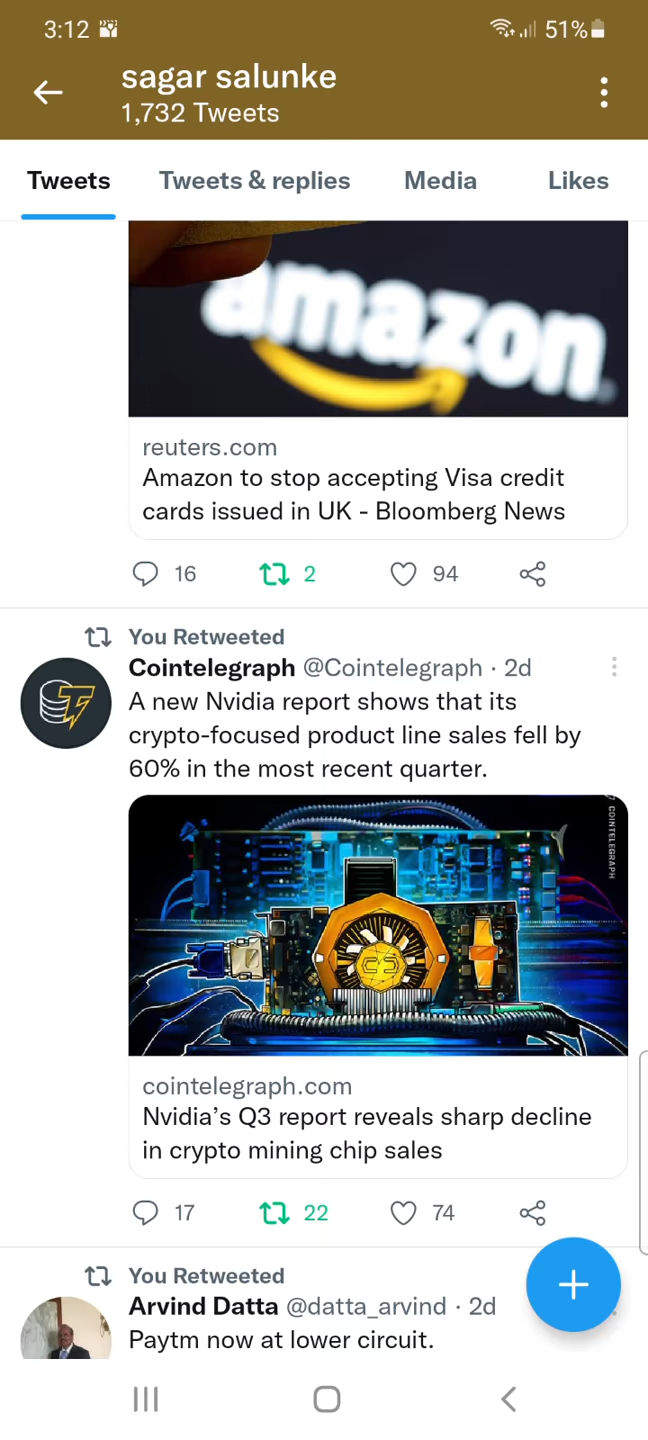 3:12
51%
sagar salunke
1,732 Tweets
Tweets
Tweets & replies
Media
Likes
amazon
reuters.com
Amazon to stop accepting Visa credit
cards issued in UK - Bloomberg News
16
2
94
You Retweeted
Cointelegraph @Cointelegraph · 2d
A new Nvidia report shows that its
crypto-focused product line sales fell by
60% in the most recent quarter.
COINTELEGRAPH
cointelegraph.com
Nvidia’s Q3 report reveals sharp decline
in crypto mining chip sales
17
22
74
You Retweeted
Arvind Datta @datta_arvind · 2d
Paytm now at lower circuit.